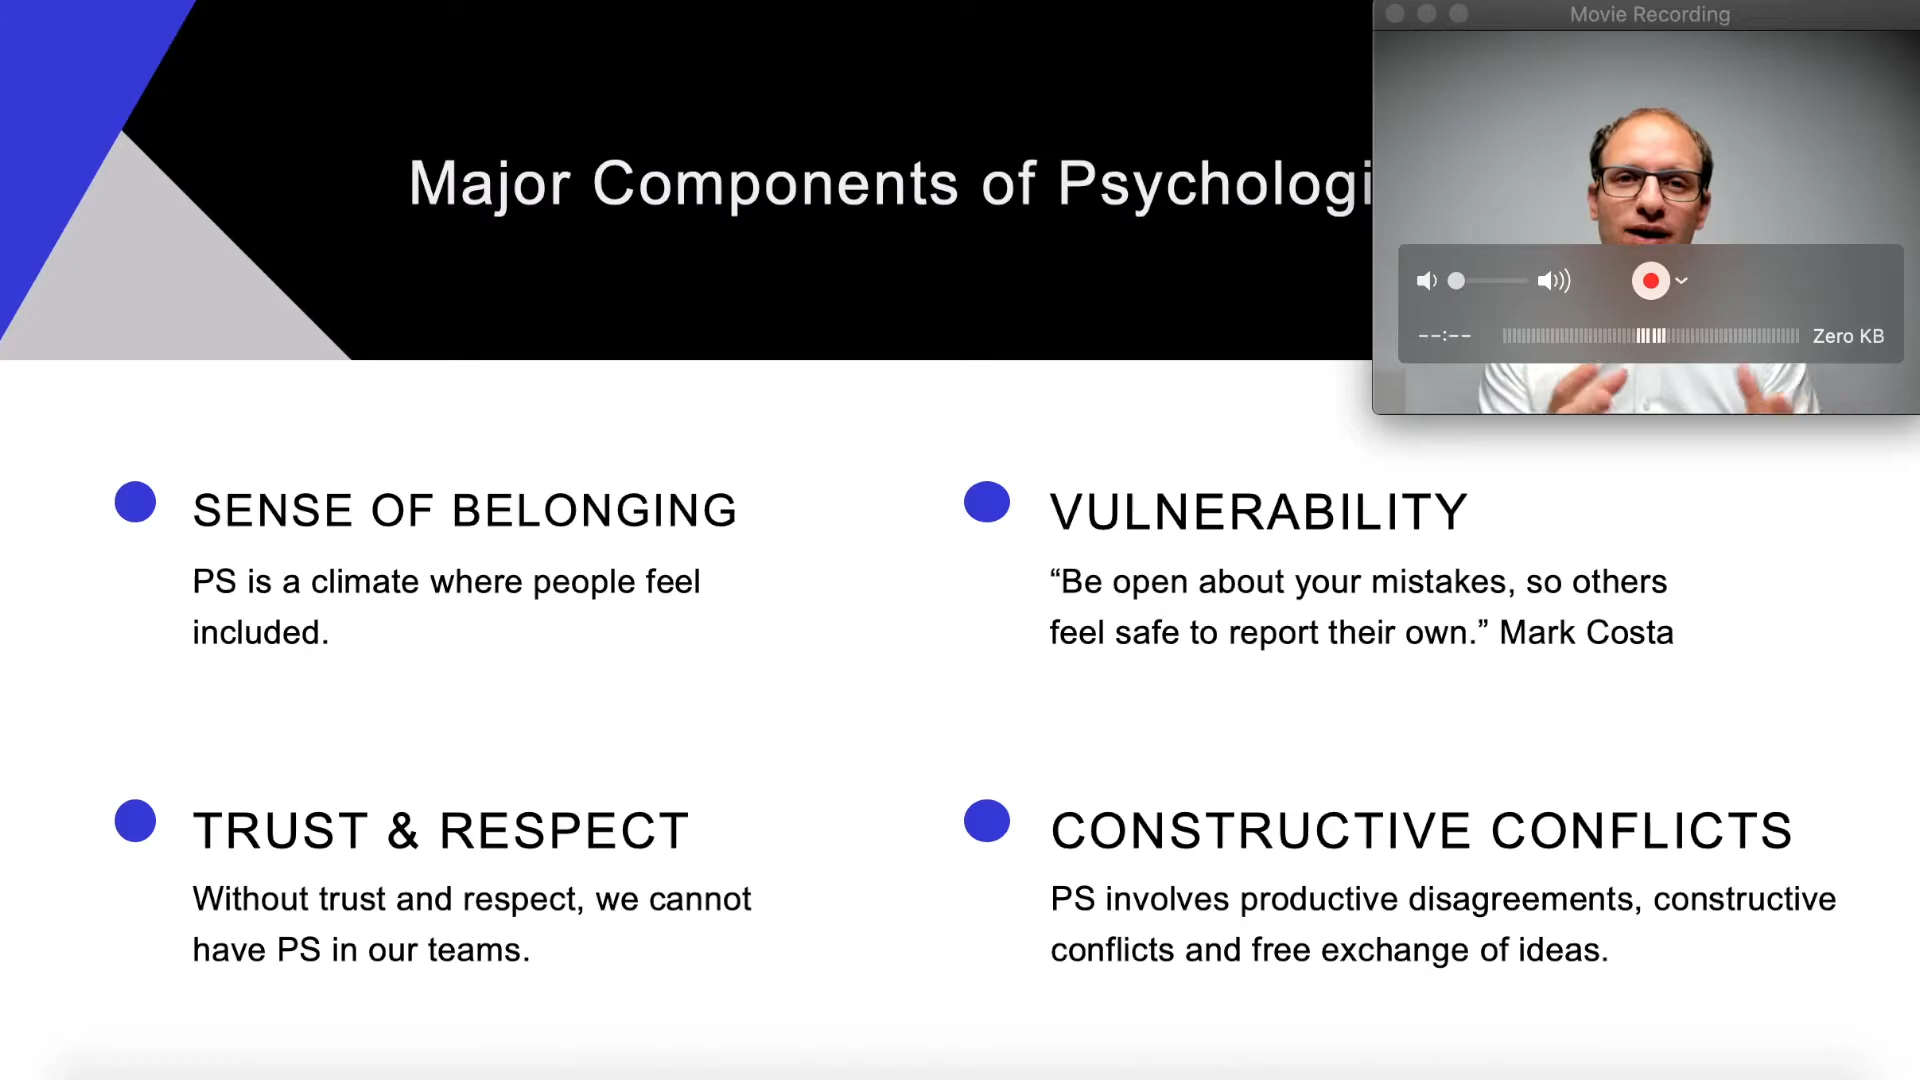 Movie Recording
Major Components of Psychologi
--:--
Zero KB
SENSE OF BELONGING
PS is a climate where people feel
included.
VULNERABILITY
“Be open about your mistakes, so others
feel safe to report their own.” Mark Costa
TRUST & RESPECT
Without trust and respect, we cannot
have PS in our teams.
CONSTRUCTIVE CONFLICTS
PS involves productive disagreements, constructive
conflicts and free exchange of ideas.